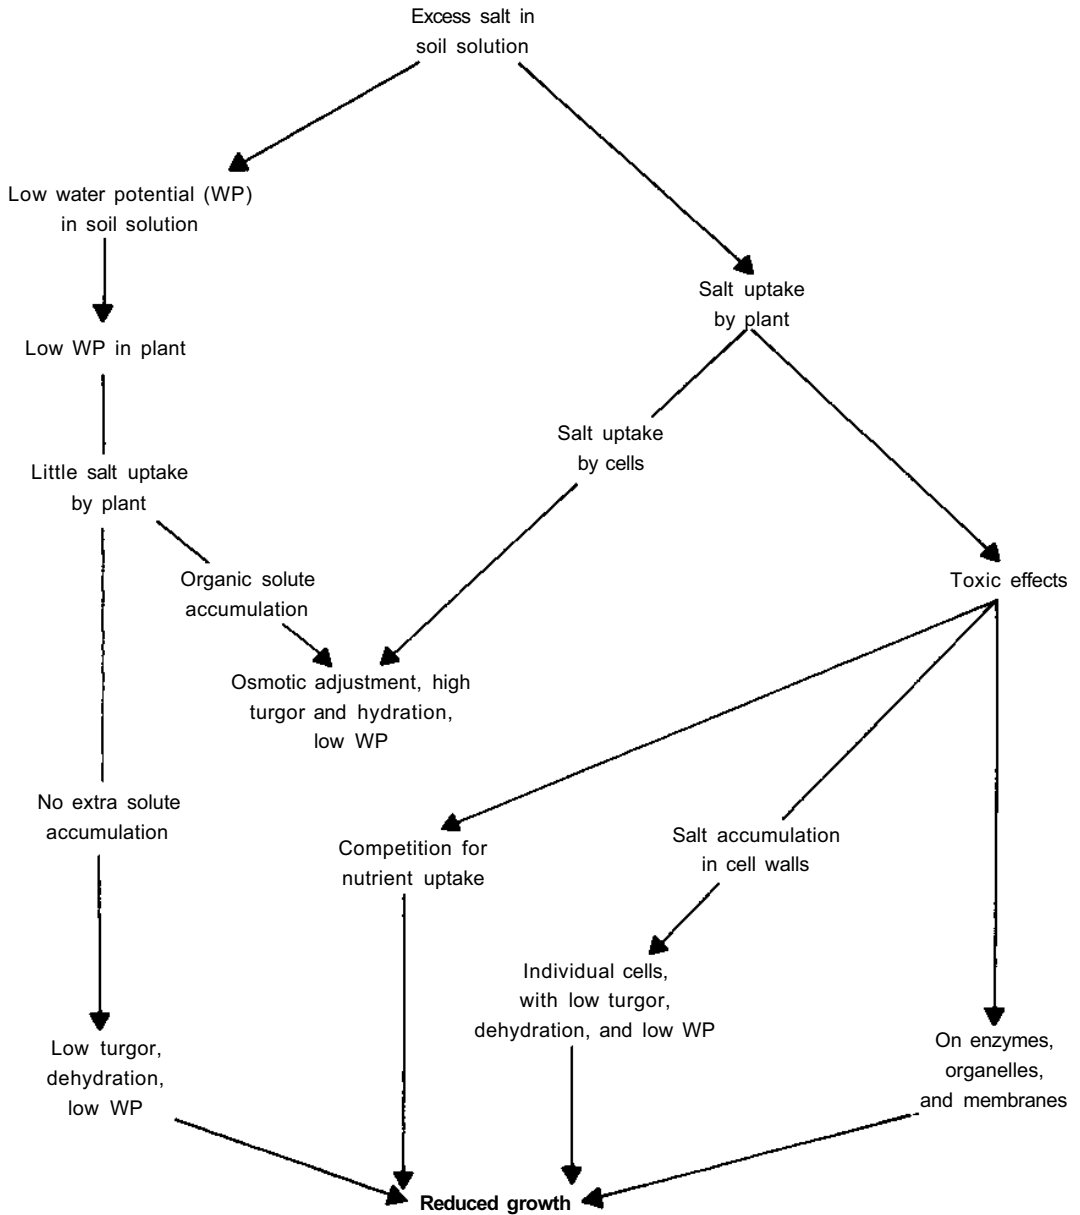 Excess salt in
soil solution
Low water potential (WP)
in soil solution
Salt uptake
by plant
Low WP in plant
Salt uptake
by cells
Little salt uptake
by plant
Organic solute
accumulation
Toxic effects
Osmotic adjustment, high
turgor and hydration,
low WP
No extra solute
accumulation
Competition for
nutrient uptake
Salt accumulation
in cell walls
Individual cells,
with low turgor,
dehydration, and low WP
Low turgor,
dehydration,
low WP
On enzymes,
organelles,
and membranes
Reduced growth